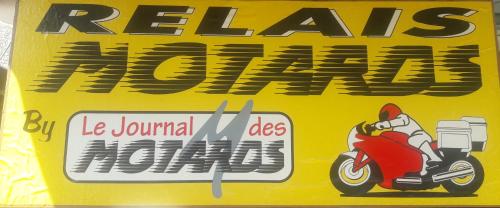 RELAIS
MOTARDS
By Le Journal M des
MOTARDS